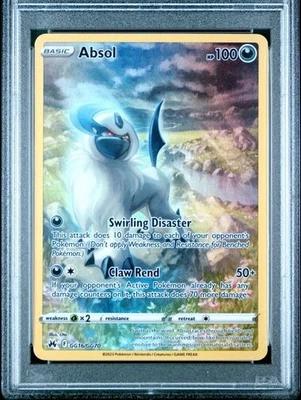 BASIC Absol HP 100
Swirling Disaster
This attack does 10 damage to each of your opponent's
Pokémon. (Don't apply Weakness and Resistance for Benched
Pokémon.)
Claw Rend 50+
If your opponent's Active Pokémon already has any
damage counters on it, this attack does 70 more damage.
weakness ×2 resistance retreat
GG16/GG70
©2023 Pokémon / Nintendo / Creatures / GAME FREAK